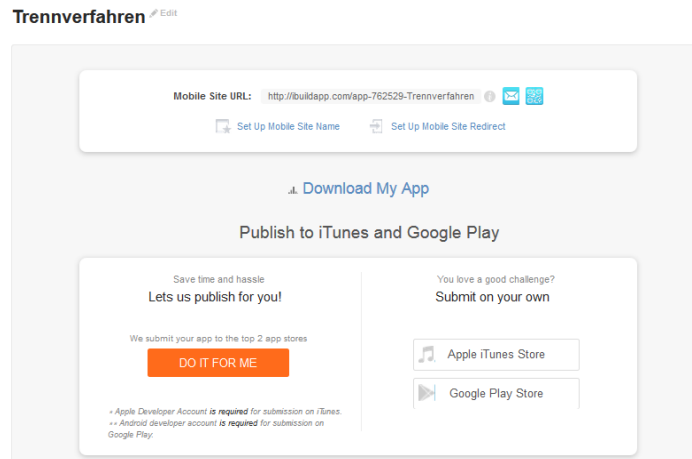 Trennverfahren Edit
Mobile Site URL: http://ibuildapp.com/app-762529-Trennverfahren
Set Up Mobile Site Name Set Up Mobile Site Redirect
Download My App
Publish to iTunes and Google Play
Save time and hassle
Lets us publish for you!
We submit your app to the top 2 app stores
DO IT FOR ME
* Apple Developer Account is required for submission on iTunes.
** Android developer account is required for submission on
Google Play.
You love a good challenge?
Submit on your own
Apple iTunes Store
Google Play Store